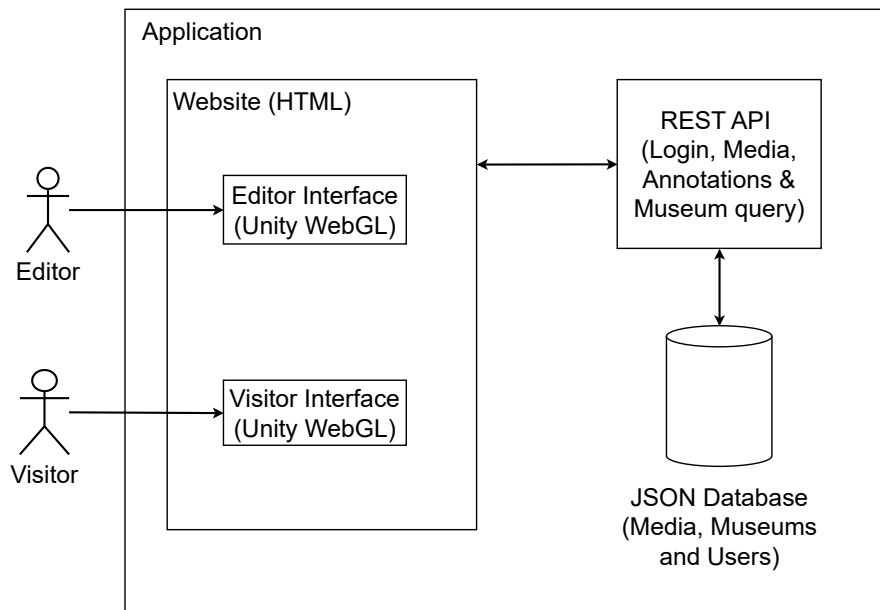 Application
Website (HTML)
Editor Interface
(Unity WebGL)
Editor
Visitor Interface
(Unity WebGL)
Visitor
REST API
(Login, Media,
Annotations &
Museum query)
JSON Database
(Media, Museums
and Users)